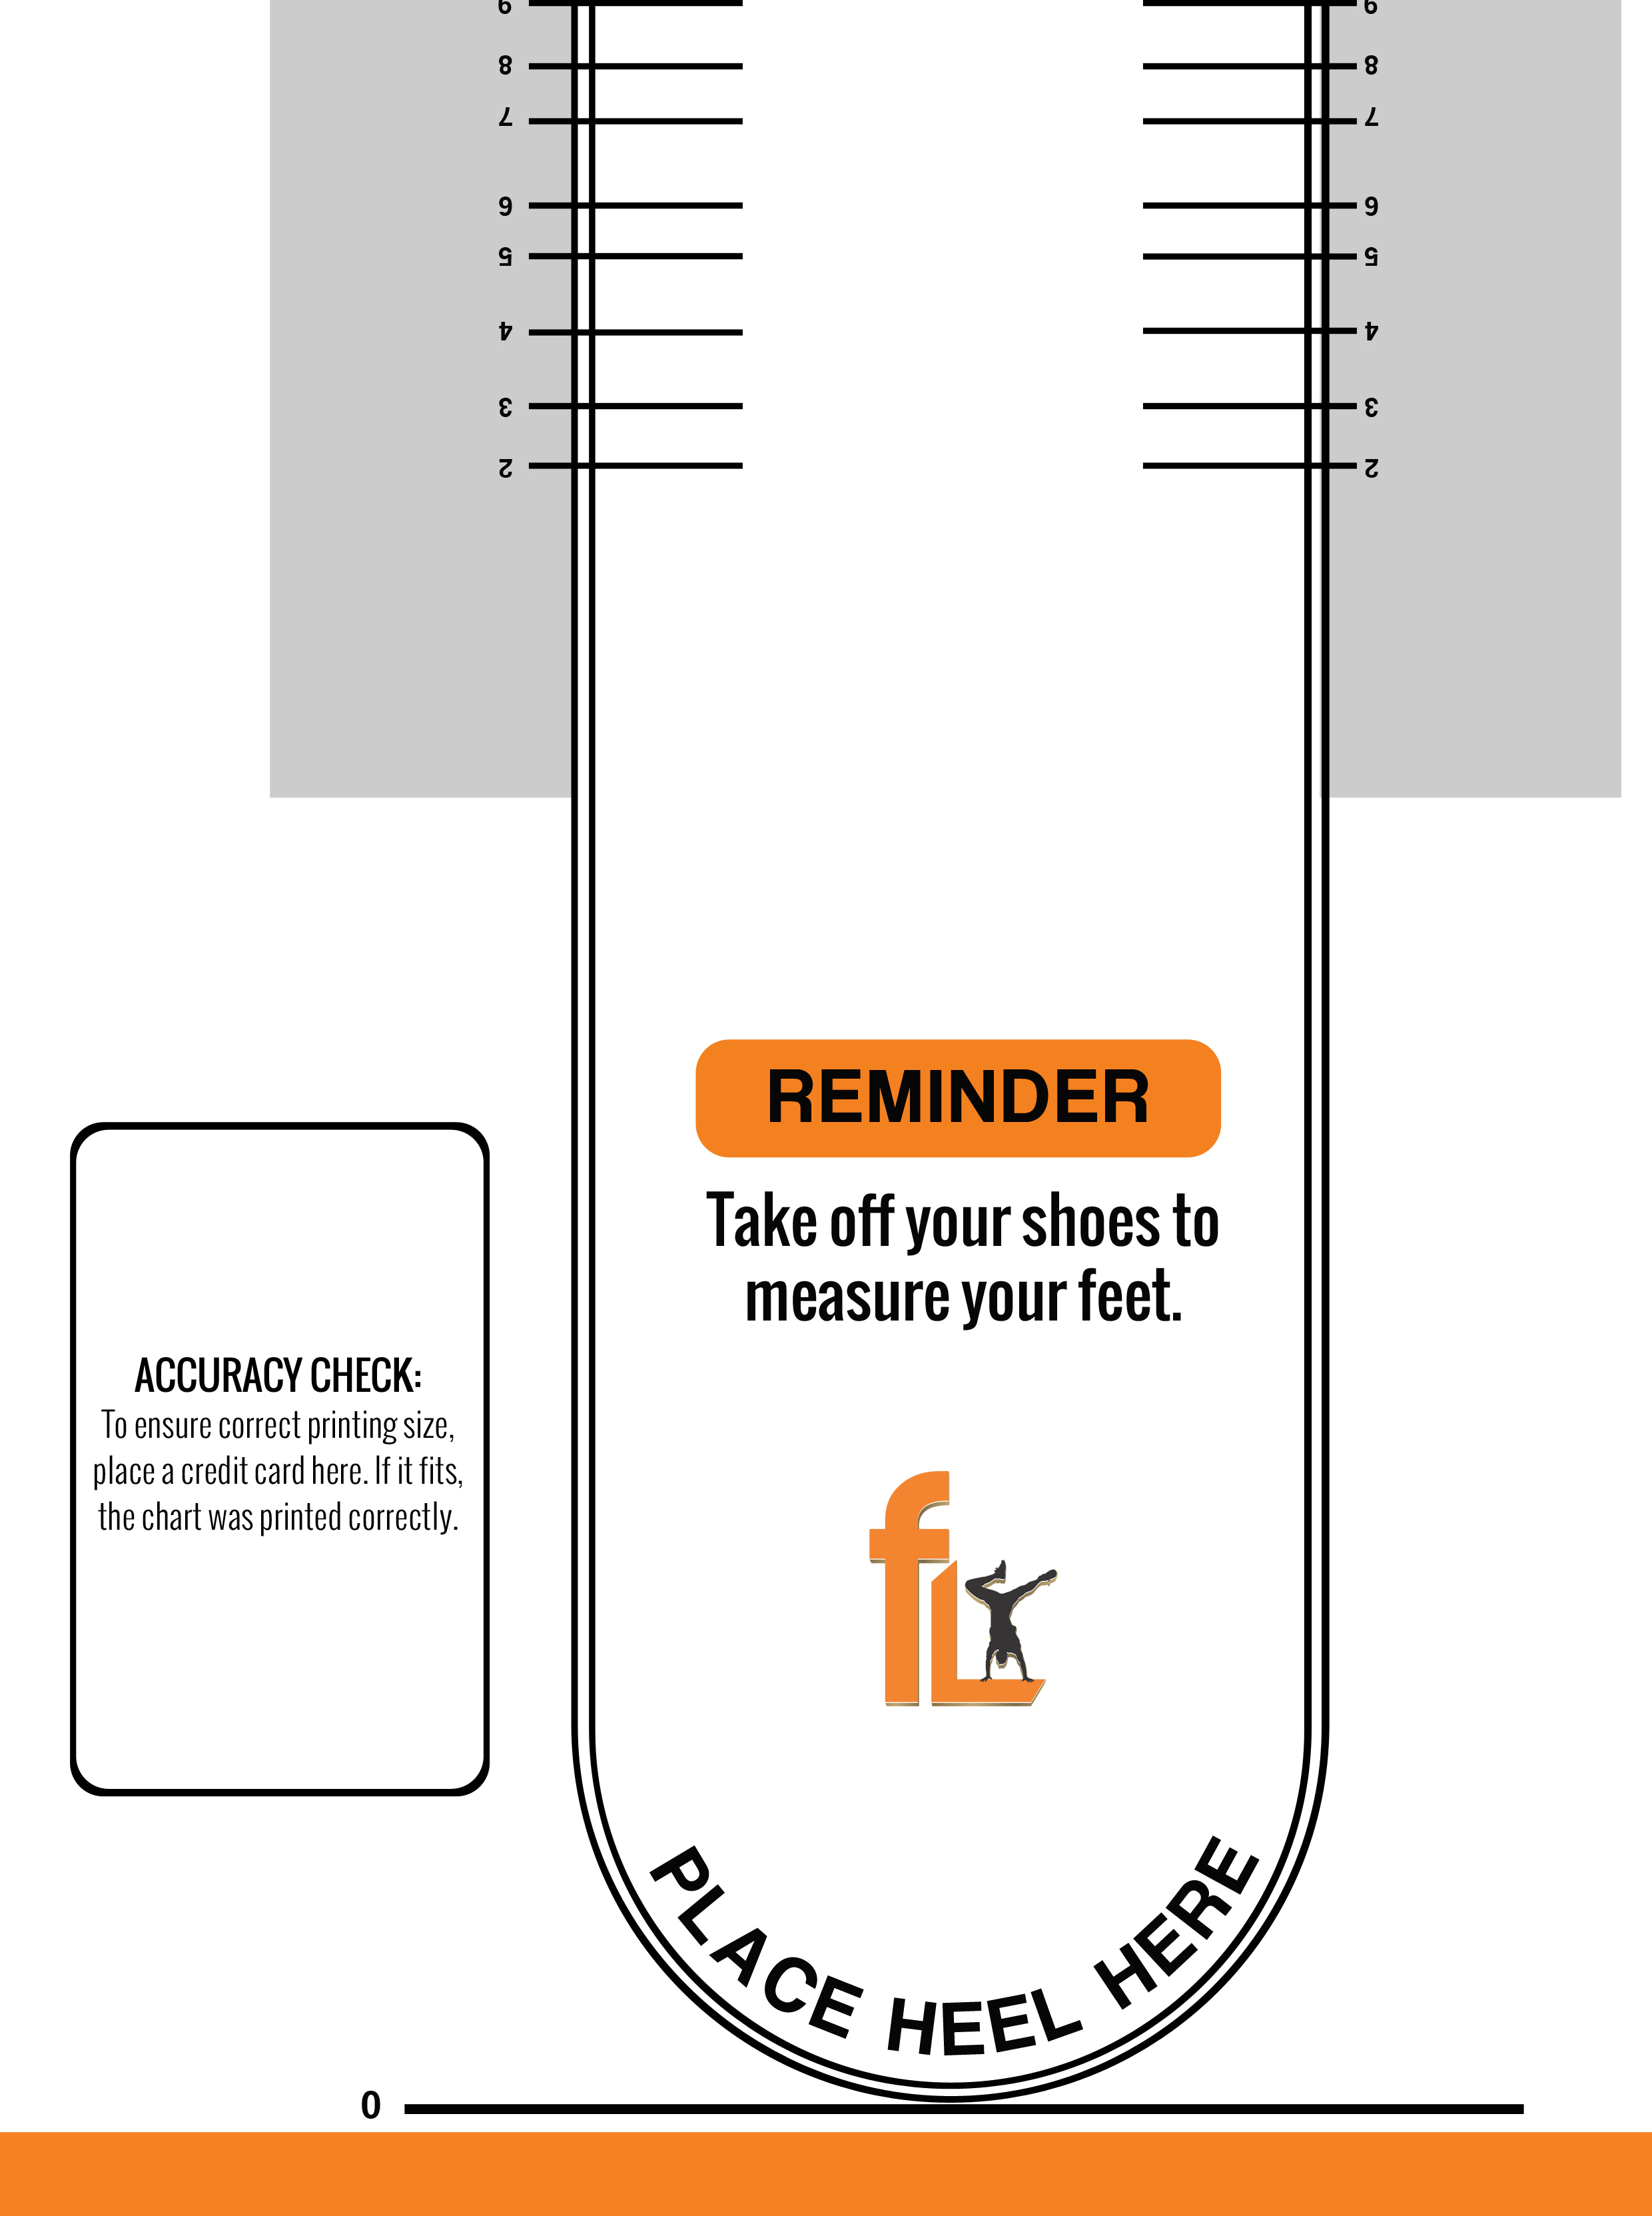 9 9
8 8
7 7
6 6
5 5
4 4
3 3
2 2
REMINDER
Take off your shoes to
measure your feet.
ACCURACY CHECK:
To ensure correct printing size,
place a credit card here. If it fits,
the chart was printed correctly.
fL
PLACE HEEL HERE
0